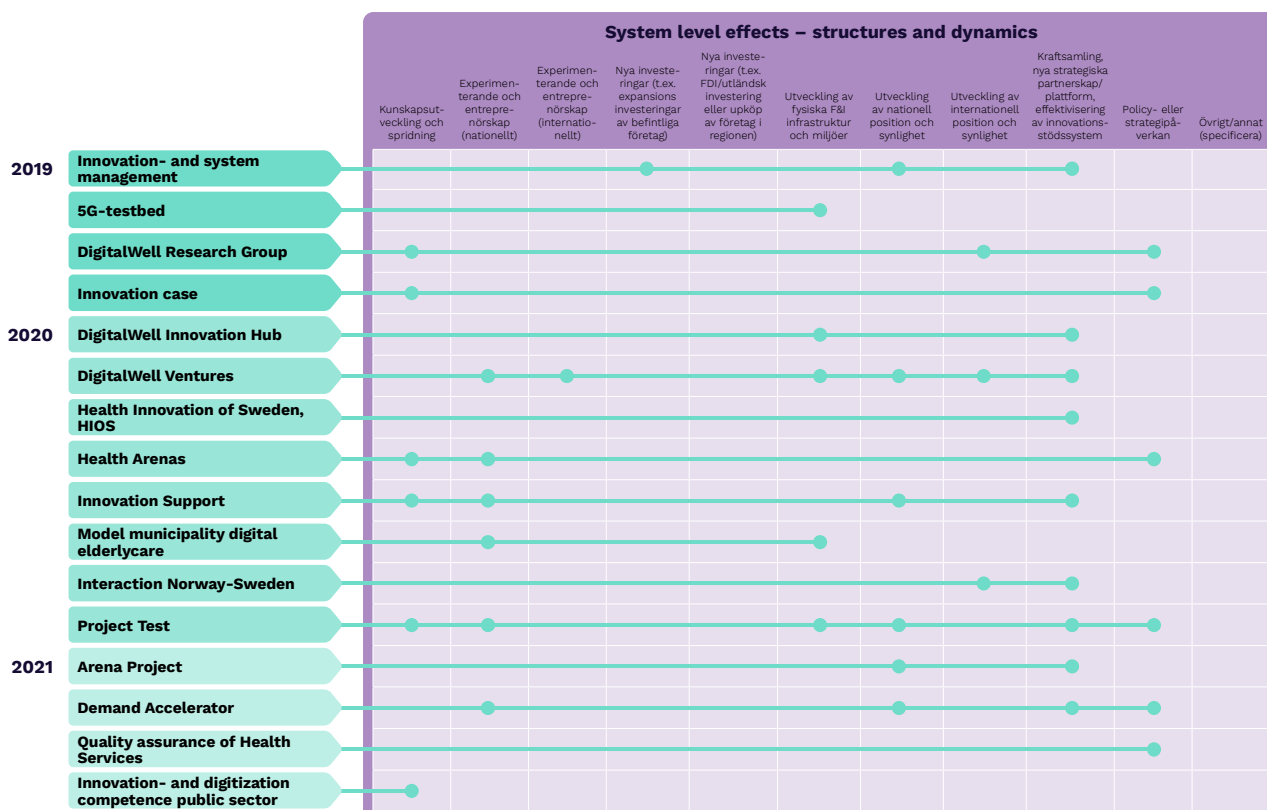 System level effects – structures and dynamics
Kunskapsut-
veckling och
spridning
Experimen-
terande och
entrepre-
nörskap
(nationellt)
Experimen-
terande och
entrepre-
nörskap
(internatio-
nellt)
Nya investe-
ringar (t.ex.
expansions
investeringar
av befintliga
företag)
Nya investe-
ringar (t.ex.
FDI/utländsk
investering
eller upköp
av företag i
regionen)
Utveckling av
fysiska F&I
infrastruktur
och miljöer
Utveckling
av nationell
position och
synlighet
Utveckling av
internationell
position och
synlighet
Kraftsamling,
nya strategiska
partnerskap/
plattform,
effektivisering
av innovations-
stödssystem
Policy- eller
strategipå-
verkan
Övrigt/annat
(specificera)
2019
Innovation- and system
management
5G-testbed
DigitalWell Research Group
Innovation case
2020
DigitalWell Innovation Hub
DigitalWell Ventures
Health Innovation of Sweden,
HIOS
Health Arenas
Innovation Support
Model municipality digital
elderlycare
Interaction Norway-Sweden
Project Test
2021
Arena Project
Demand Accelerator
Quality assurance of Health
Services
Innovation- and digitization
competence public sector